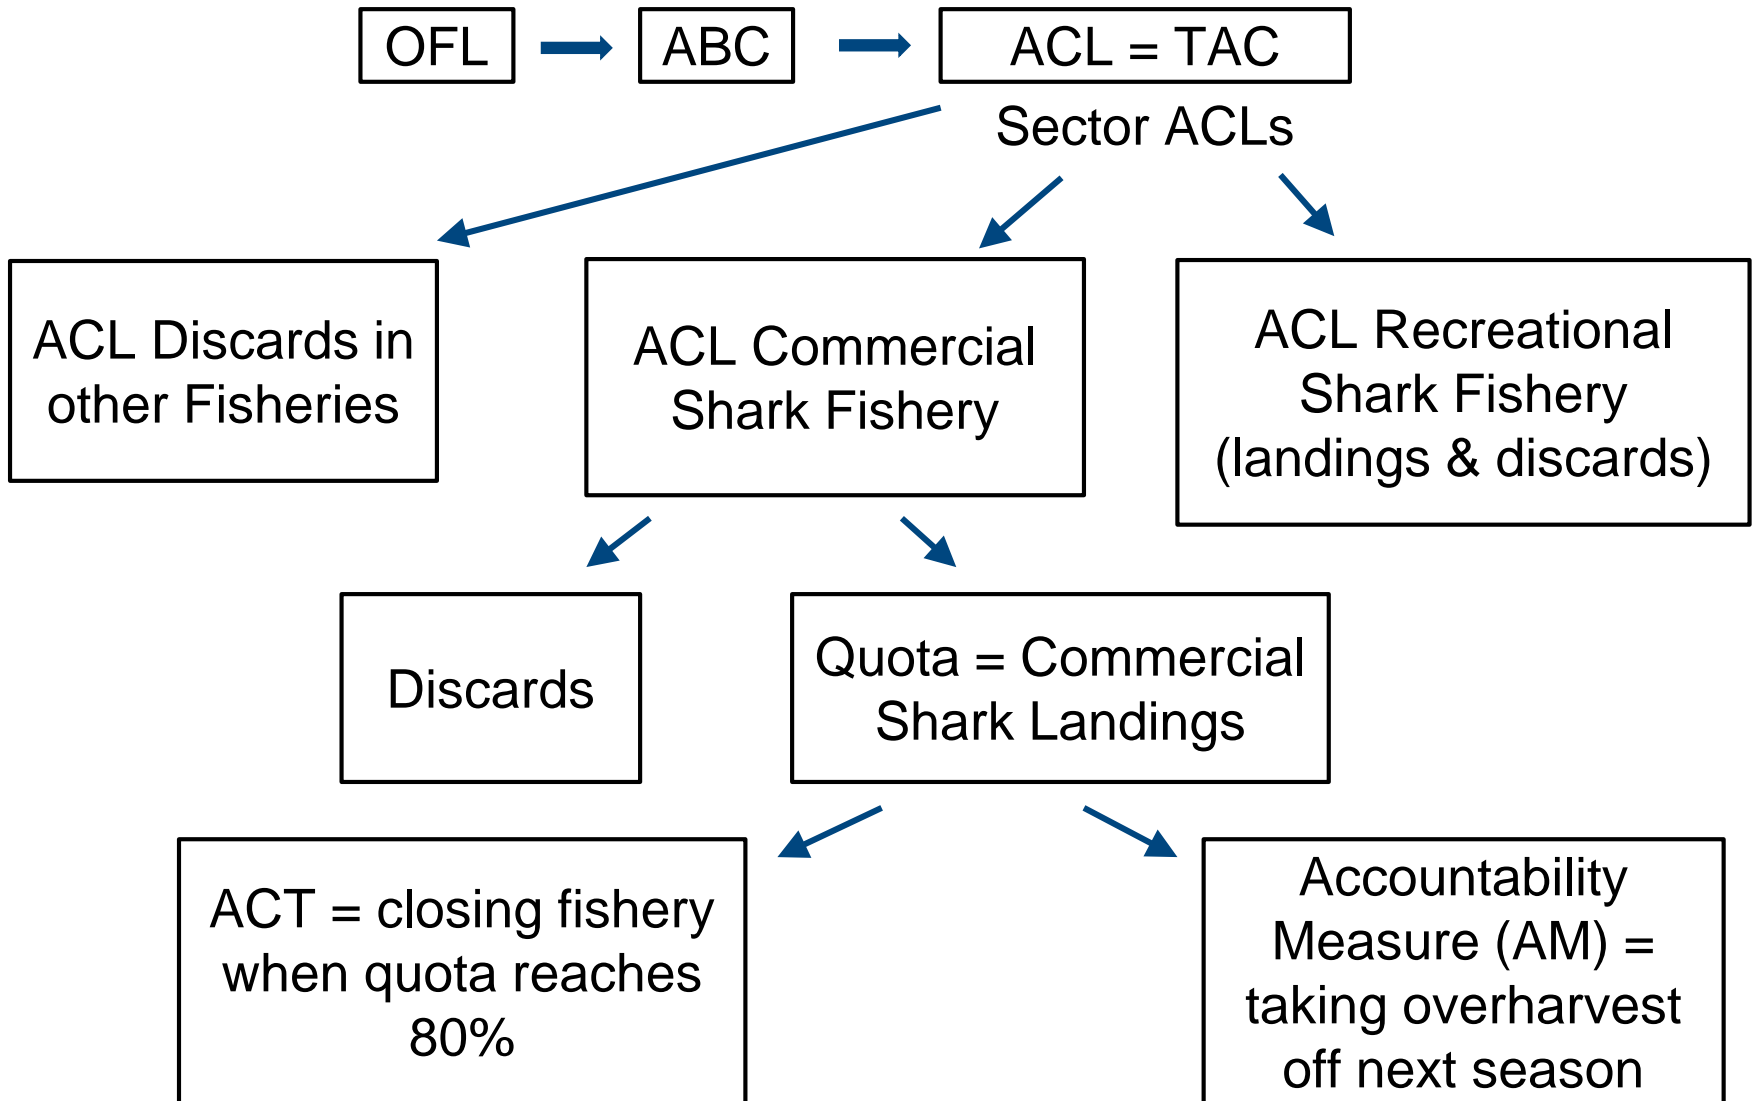 OFL
ABC
ACL = TAC
Sector ACLs
ACL Discards in
other Fisheries
ACL Commercial
Shark Fishery
ACL Recreational
Shark Fishery
(landings & discards)
Discards
Quota = Commercial
Shark Landings
ACT = closing fishery
when quota reaches
80%
Accountability
Measure (AM) =
taking overharvest
off next season